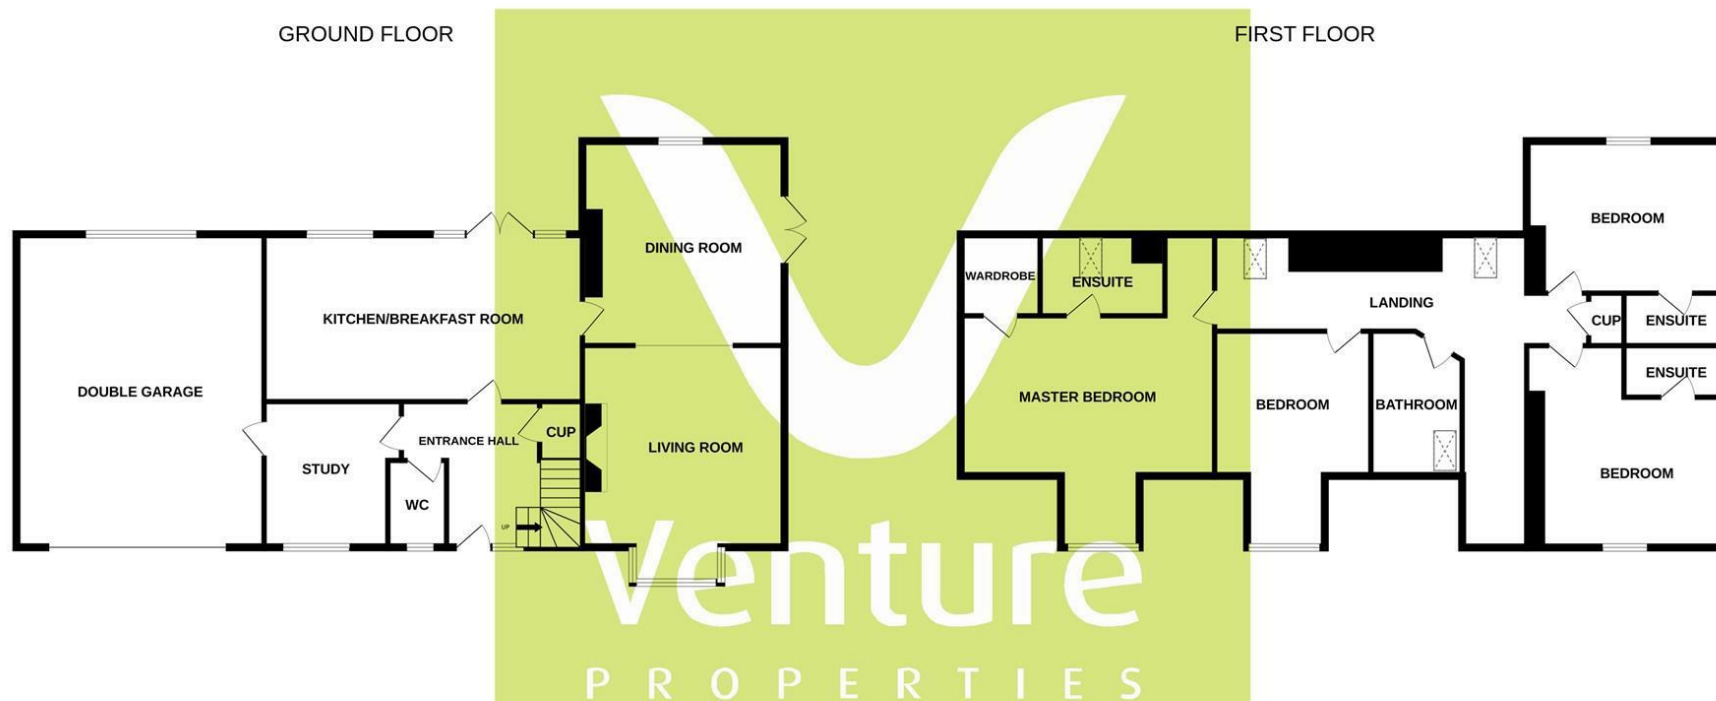 GROUND FLOOR
DINING ROOM
KITCHEN/BREAKFAST ROOM
DOUBLE GARAGE
ENTRANCE HALL
CUP
LIVING ROOM
STUDY
WC
UP
FIRST FLOOR
BEDROOM
WARDROBE
ENSUITE
LANDING
CUP
ENSUITE
ENSUITE
MASTER BEDROOM
BEDROOM
BATHROOM
BEDROOM
Venture
PROPERTIES